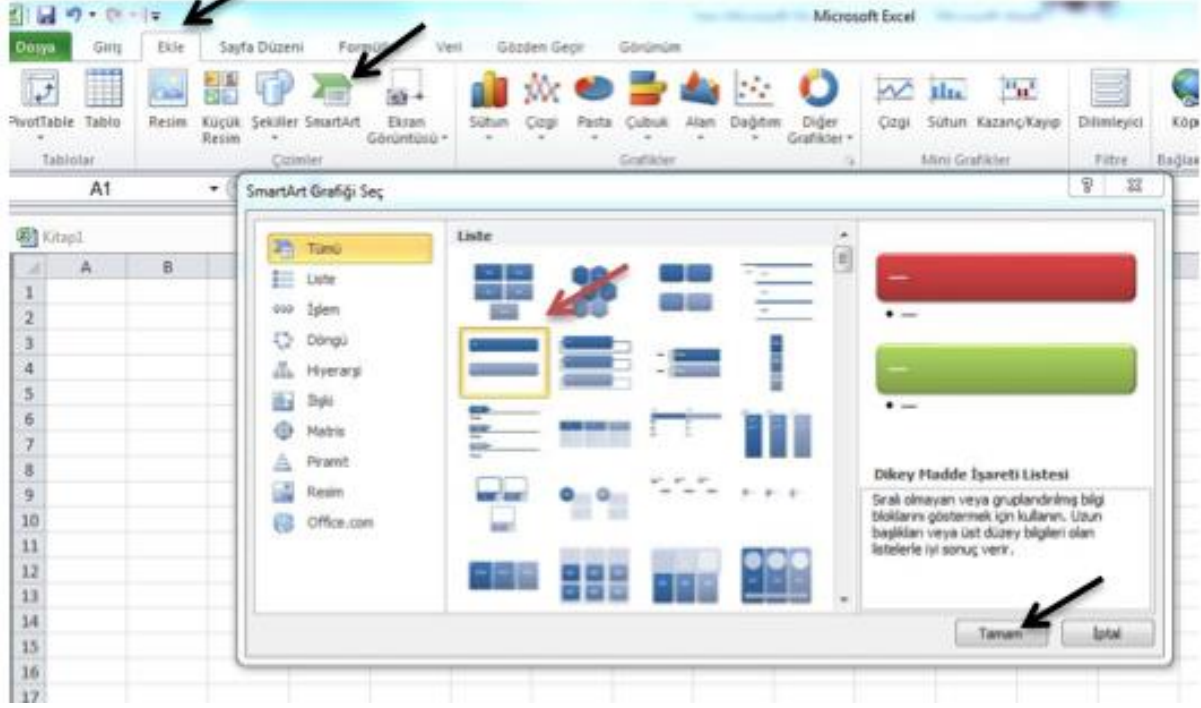 Microsoft Excel
Dosya Giriş Ekle Sayfa Düzeni Veri Gözden Geçir Görünüm
PivotTable Tablo Resim Küçük Resim Şekiller SmartArt Ekran Görüntüsü Sütun Çizgi Pasta Çubuk Alan Dağıtım Diğer Grafikler Çizgi Sütun Kazanç/Kayıp Dilimleyici
Tablolar Çizimler Grafikler Mini Grafikler Filtre
A1
SmartArt Grafiği Seç
Kitap1
A B
1
2
3
4
5
6
7
8
9
10
11
12
13
14
15
16
17
Tümü
Liste
İşlem
Döngü
Hiyerarşi
İlişki
Matris
Piramit
Resim
Office.com
Liste
Dikey Madde İşareti Listesi
Sıralı olmayan veya gruplandırılmış bilgi
bloklarını göstermek için kullanın. Uzun
başlıkları veya üst düzey bilgileri olan
listelerle iyi sonuç verir.
Tamam İptal